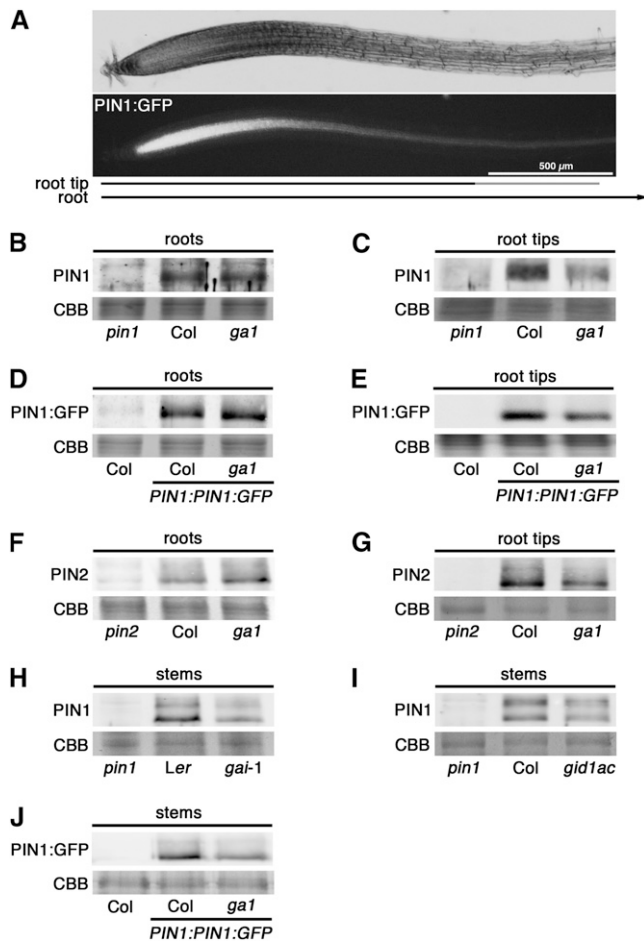 A
PIN1:GFP
500 µm
root tip
root
B
roots
PIN1
CBB
pin1 Col ga1
C
root tips
PIN1
CBB
pin1 Col ga1
D
roots
PIN1:GFP
CBB
Col Col ga1
PIN1:PIN1:GFP
E
root tips
PIN1:GFP
CBB
Col Col ga1
PIN1:PIN1:GFP
F
roots
PIN2
CBB
pin2 Col ga1
G
root tips
PIN2
CBB
pin2 Col ga1
H
stems
PIN1
CBB
pin1 Ler gai-1
I
stems
PIN1
CBB
pin1 Col gid1ac
J
stems
PIN1:GFP
CBB
Col Col ga1
PIN1:PIN1:GFP